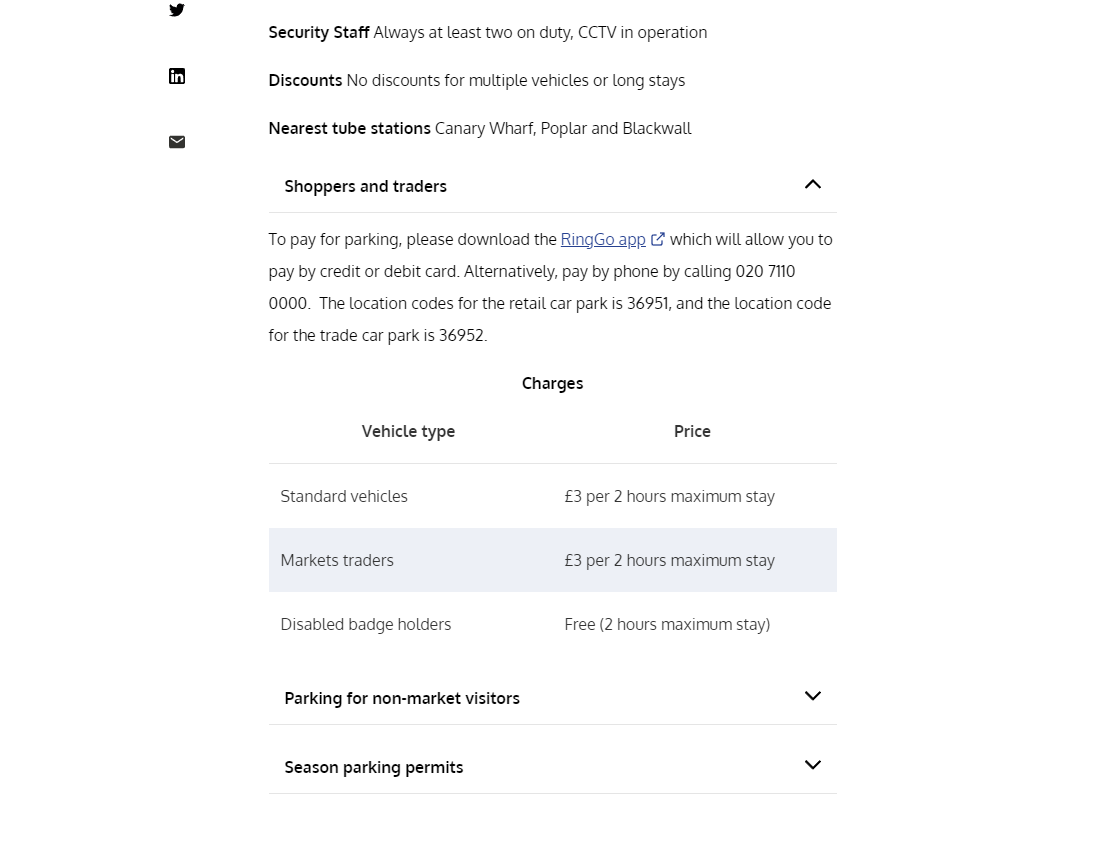 Security Staff Always at least two on duty, CCTV in operation
Discounts No discounts for multiple vehicles or long stays
Nearest tube stations Canary Wharf, Poplar and Blackwall
Shoppers and traders
To pay for parking, please download the RingGo app which will allow you to
pay by credit or debit card. Alternatively, pay by phone by calling 020 7110
0000.  The location codes for the retail car park is 36951, and the location code
for the trade car park is 36952.
Charges
Vehicle type Price
Standard vehicles £3 per 2 hours maximum stay
Markets traders £3 per 2 hours maximum stay
Disabled badge holders Free (2 hours maximum stay)
Parking for non-market visitors
Season parking permits